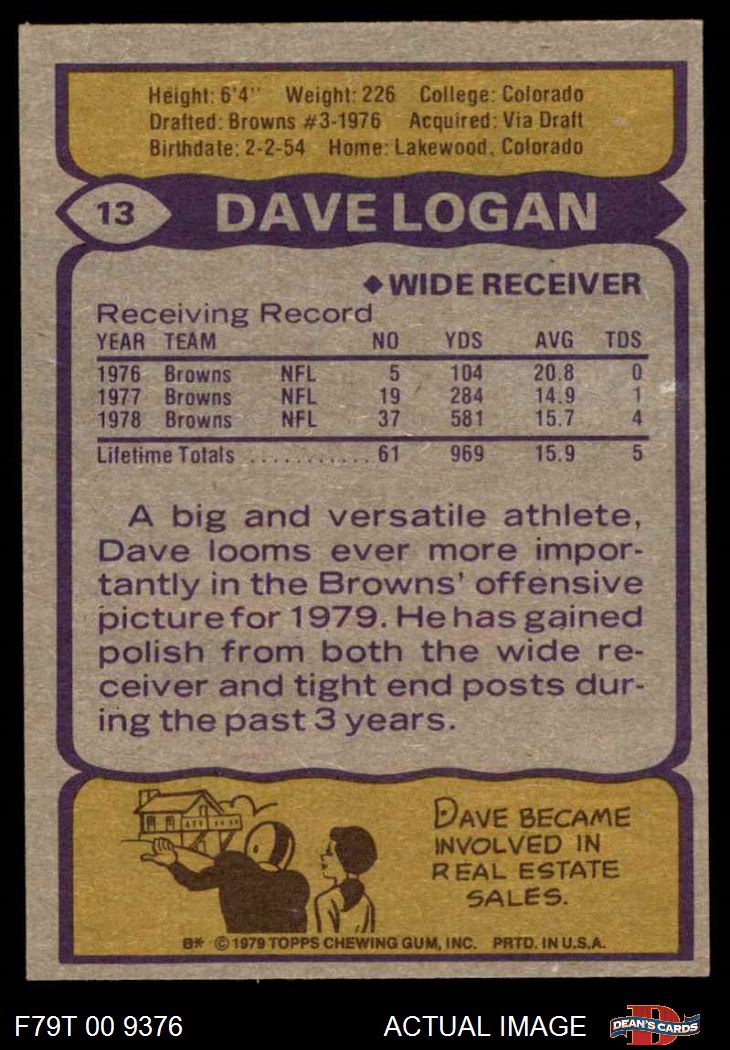 Height: 6'4'' Weight: 226 College: Colorado
Drafted: Browns #3-1976 Acquired: Via Draft
Birthdate: 2-2-54 Home: Lakewood, Colorado
13 DAVE LOGAN
◆ WIDE RECEIVER
Receiving Record
YEAR TEAM NO YDS AVG TDS
1976 Browns NFL 5 104 20.8 0
1977 Browns NFL 19 284 14.9 1
1978 Browns NFL 37 581 15.7 4
Lifetime Totals ........... 61 969 15.9 5
A big and versatile athlete,
Dave looms ever more impor-
tantly in the Browns' offensive
picture for 1979. He has gained
polish from both the wide re-
ceiver and tight end posts dur-
ing the past 3 years.
DAVE BECAME
INVOLVED IN
REAL ESTATE
SALES.
B* © 1979 TOPPS CHEWING GUM, INC. PRTD. IN U.S.A.
F79T 00 9376 ACTUAL IMAGE D DEAN'S CARDS